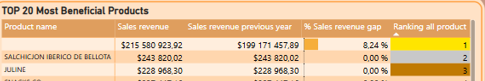 TOP 20 Most Beneficial Products
Product name Sales revenue Sales revenue previous year % Sales revenue gap Ranking all product
$215 580 923,92 $199 171 457,89 8,24 % 1
SALCHICJON IBERICO DE BELLOTA $243 820,02 $243 820,02 0,00 % 2
JULINE $228 968,30 $228 968,30 0,00 % 3